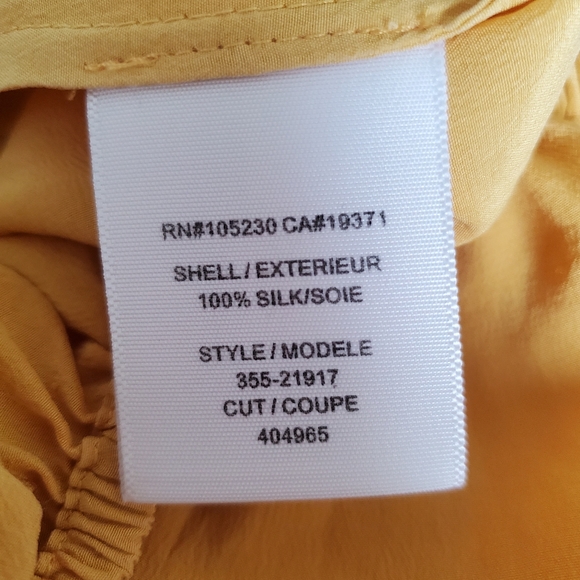 RN#105230 CA#19371
SHELL/EXTERIEUR
100% SILK/SOIE
STYLE/MODELE
355-21917
CUT/COUPE
404965